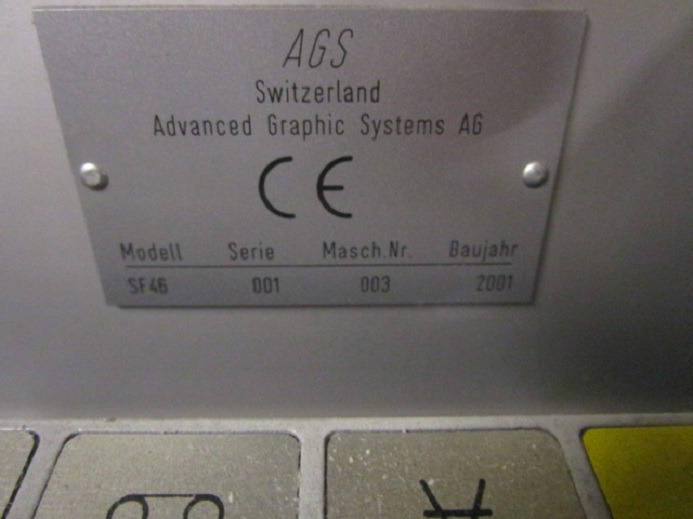 AGS
Switzerland
Advanced Graphic Systems AG
CE
Modell Serie Masch.Nr. Baujahr
SF46 001 003 2001